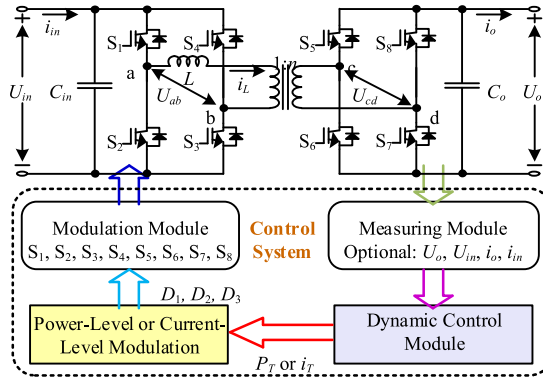 + i_in S₁ S₄ S₅ S₈ i_o +
a L 1:n c
U_in C_in U_ab i_L U_cd C_o U_o
b d
S₂ S₃ S₆ S₇
− −
Modulation Module
S₁, S₂, S₃, S₄, S₅, S₆, S₇, S₈
Control
System
Measuring Module
Optional: U_o, U_in, i_o, i_in
D₁, D₂, D₃
Power-Level or Current-
Level Modulation
Dynamic Control
Module
P_T or i_T